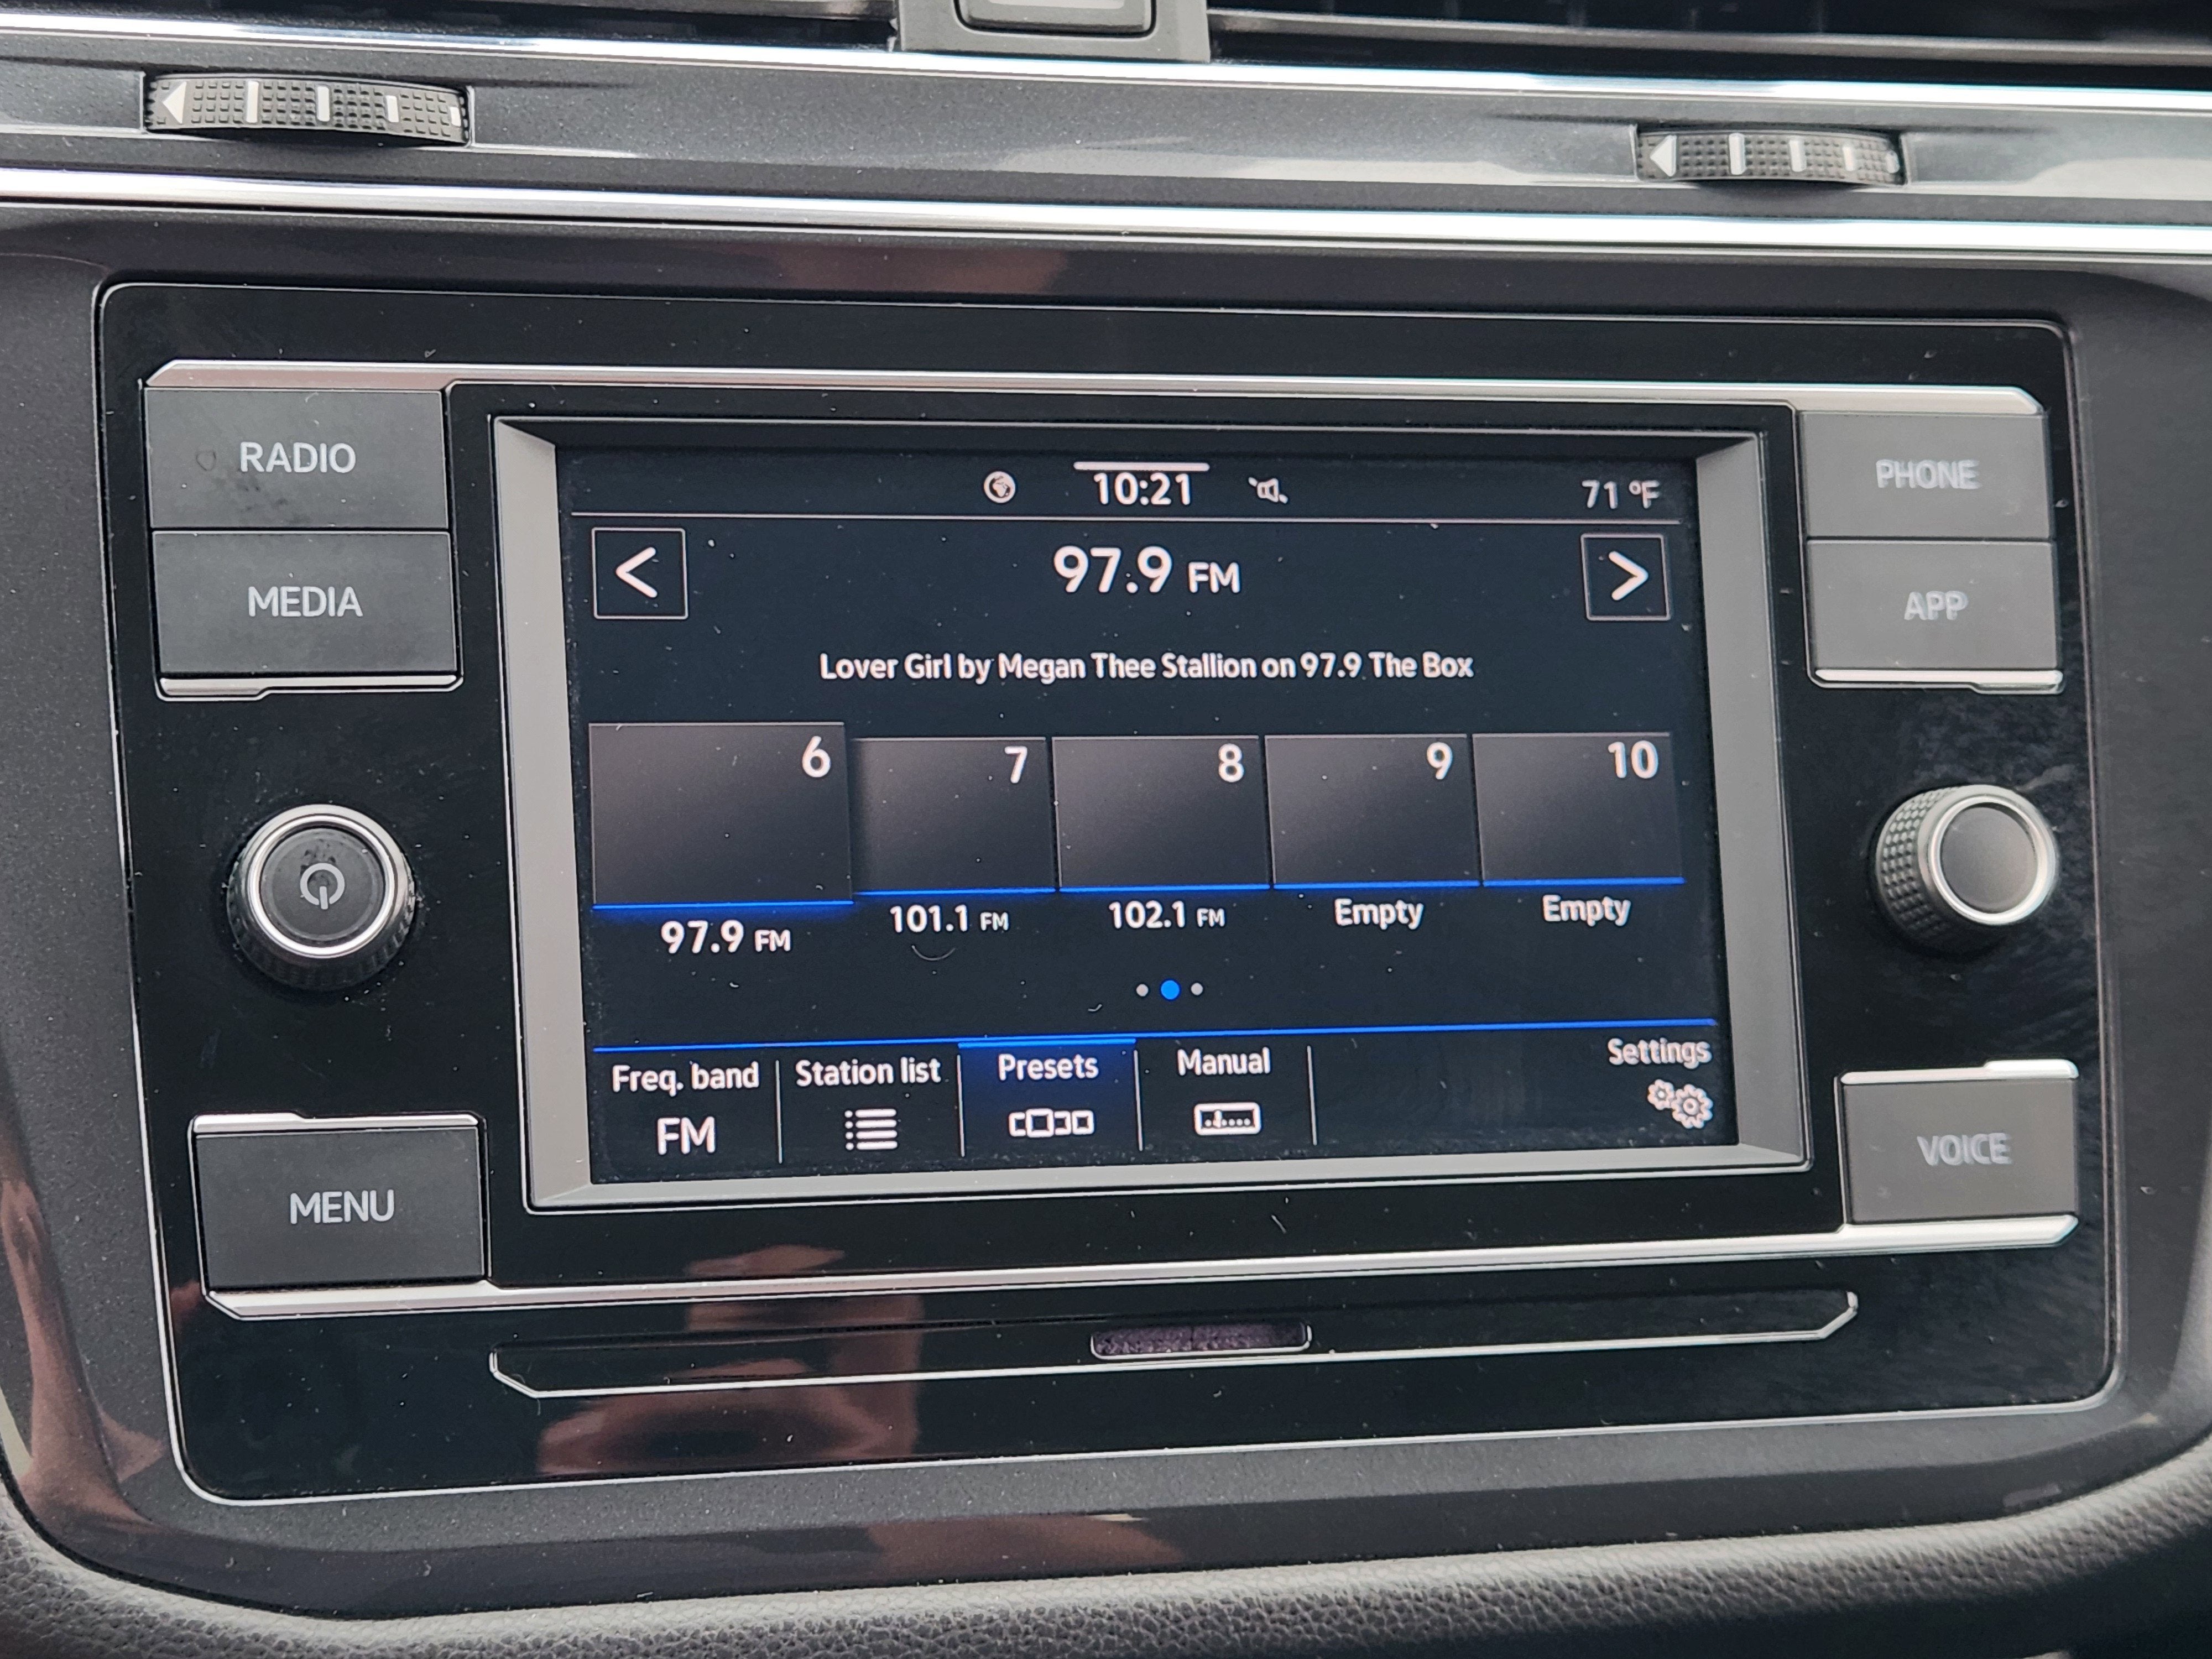 RADIO
MEDIA
MENU
10:21
71 °F
<
97.9 FM
>
Lover Girl by Megan Thee Stallion on 97.9 The Box
6
7
8
9
10
97.9 FM
101.1 FM
102.1 FM
Empty
Empty
Freq. band
FM
Station list
Presets
Manual
Settings
PHONE
APP
VOICE